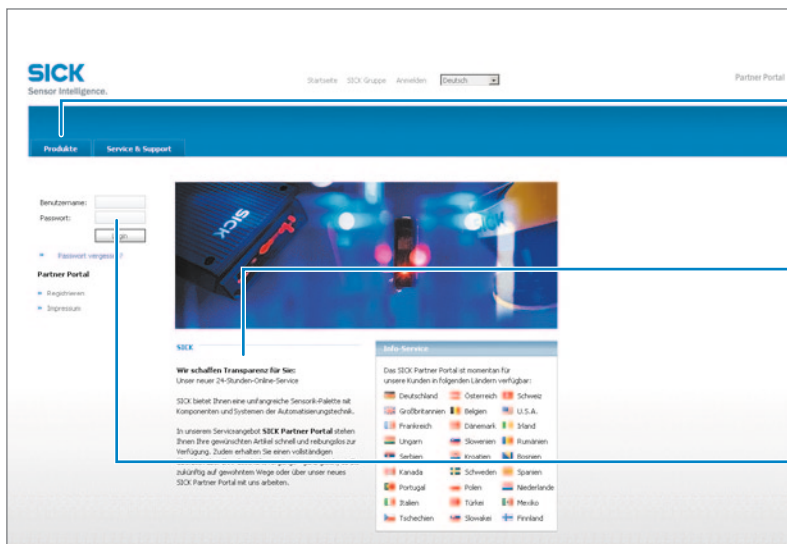 SICK
Sensor Intelligence.
Startseite SICK Gruppe Anmelden Deutsch
Partner Portal
Produkte Service & Support
Benutzername:
Passwort:
Login
Passwort vergessen?
Partner Portal
Registrieren
Impressum
SICK
SICK
Wir schaffen Transparenz für Sie:
Unser neuer 24-Stunden-Online-Service
SICK bietet Ihnen eine umfangreiche Sensorik-Palette mit
Komponenten und Systemen der Automatisierungstechnik.
In unserem Serviceangebot SICK Partner Portal stehen
Ihnen Ihre gewünschten Artikel schnell und reibungslos zur
Verfügung. Zudem erhalten Sie einen vollständigen
zukünftig auf gewohntem Wege oder über unser neues
SICK Partner Portal mit uns arbeiten.
Info-Service
Das SICK Partner Portal ist momentan für
unsere Kunden in folgenden Ländern verfügbar:
Deutschland Österreich Schweiz
Großbritannien Belgien U.S.A.
Frankreich Dänemark Irland
Ungarn Slowenien Rumänien
Serbien Kroatien Bosnien
Kanada Schweden Spanien
Portugal Polen Niederlande
Italien Türkei Mexiko
Tschechien Slowakei Finnland